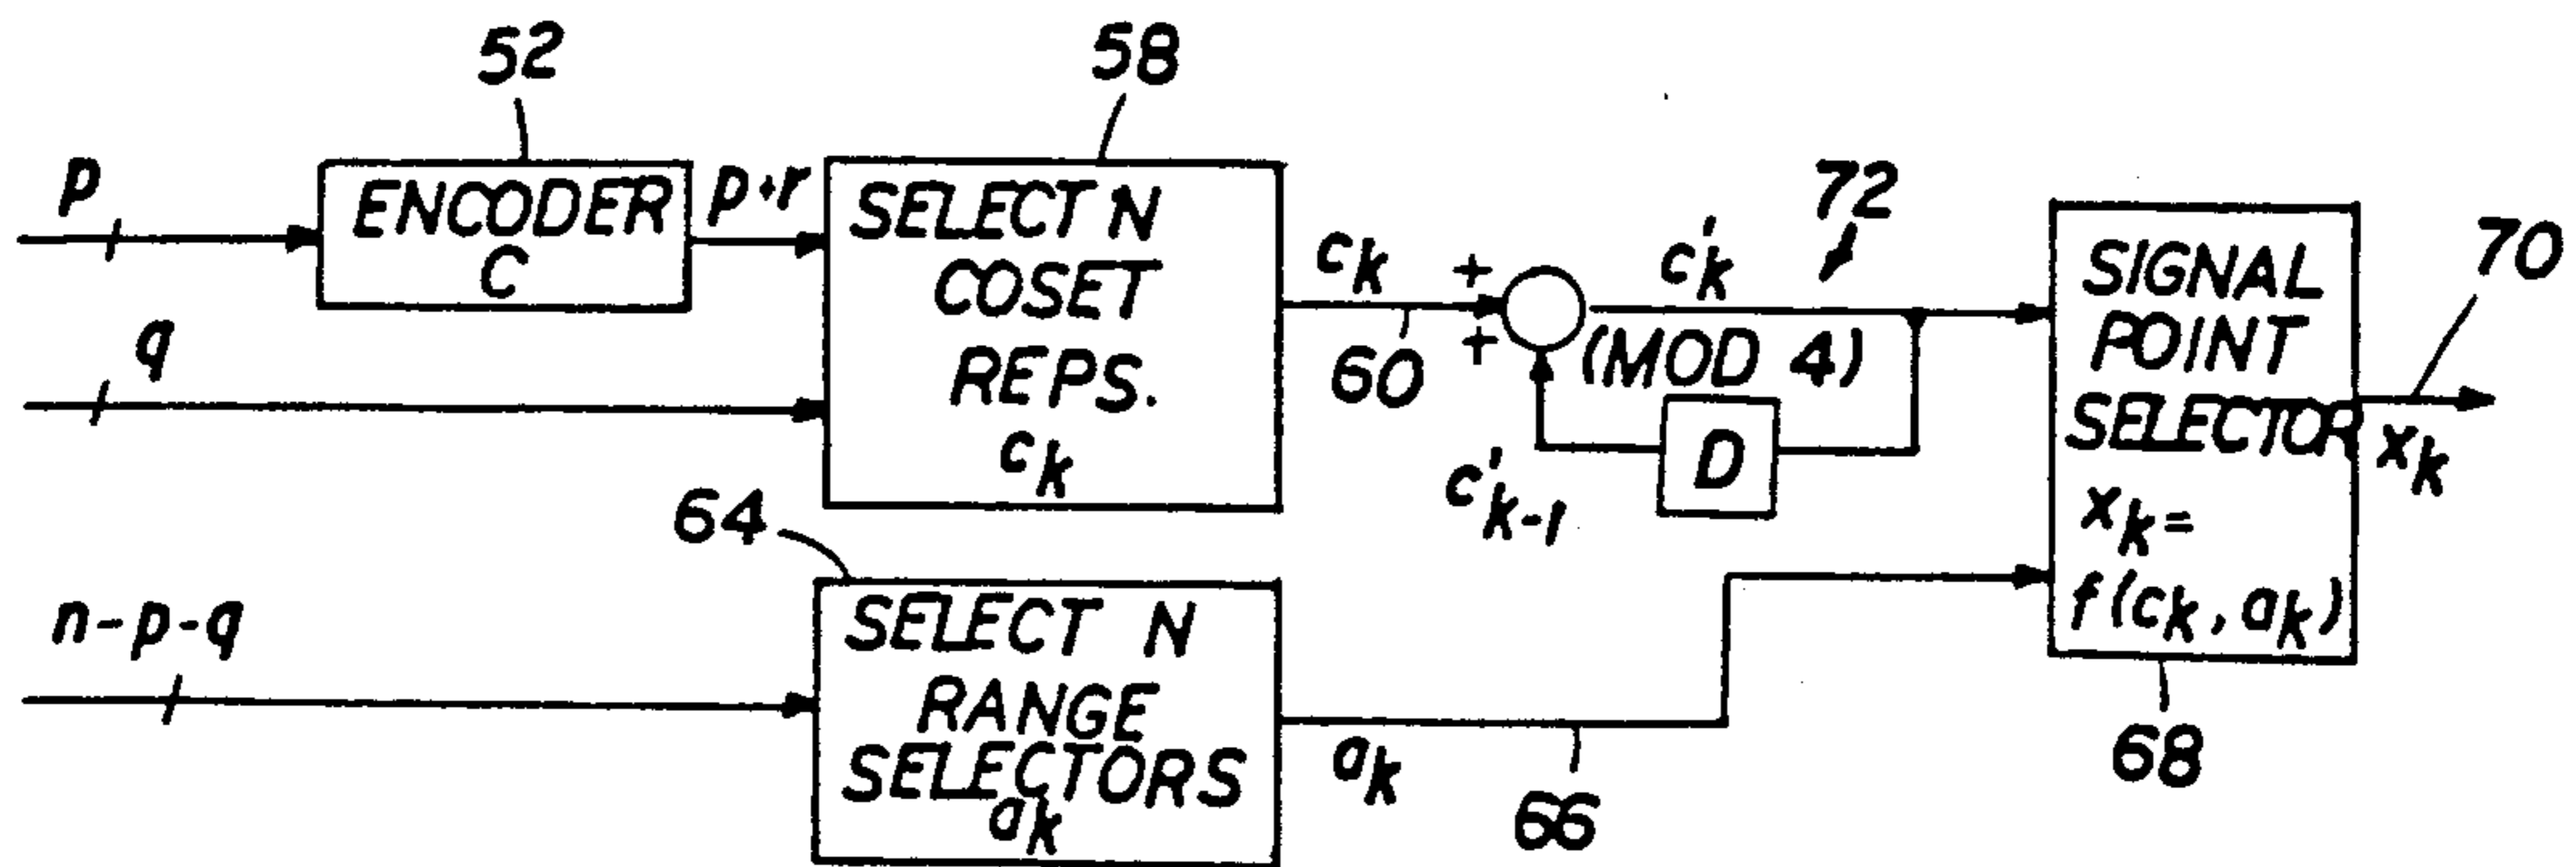 52
58
p
ENCODER
C
p+r
q
SELECT N
COSET
REPS.
c_k
c_k
60
+
+
c'_k
72
(MOD 4)
D
c'_{k-1}
SIGNAL
POINT
SELECTOR
x_k=
f(c_k, a_k)
68
70
x_k
64
n-p-q
SELECT N
RANGE
SELECTORS
a_k
a_k
66